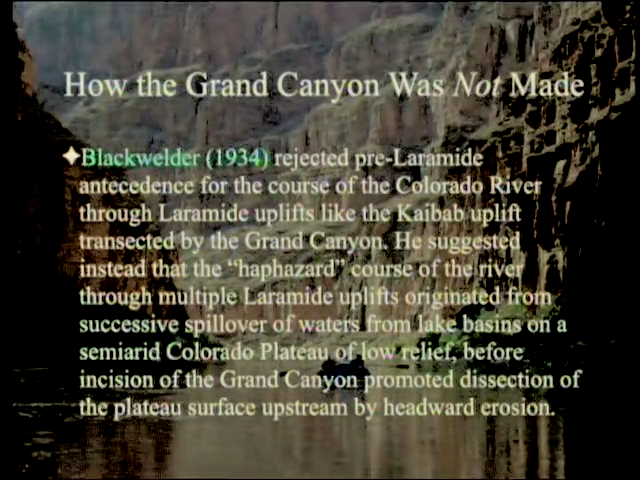 How the Grand Canyon Was Not Made
✦Blackwelder (1934) rejected pre-Laramide
antecedence for the course of the Colorado River
through Laramide uplifts like the Kaibab uplift
transected by the Grand Canyon. He suggested
instead that the “haphazard” course of the river
through multiple Laramide uplifts originated from
successive spillover of waters from lake basins on a
semiarid Colorado Plateau of low relief, before
incision of the Grand Canyon promoted dissection of
the plateau surface upstream by headward erosion.